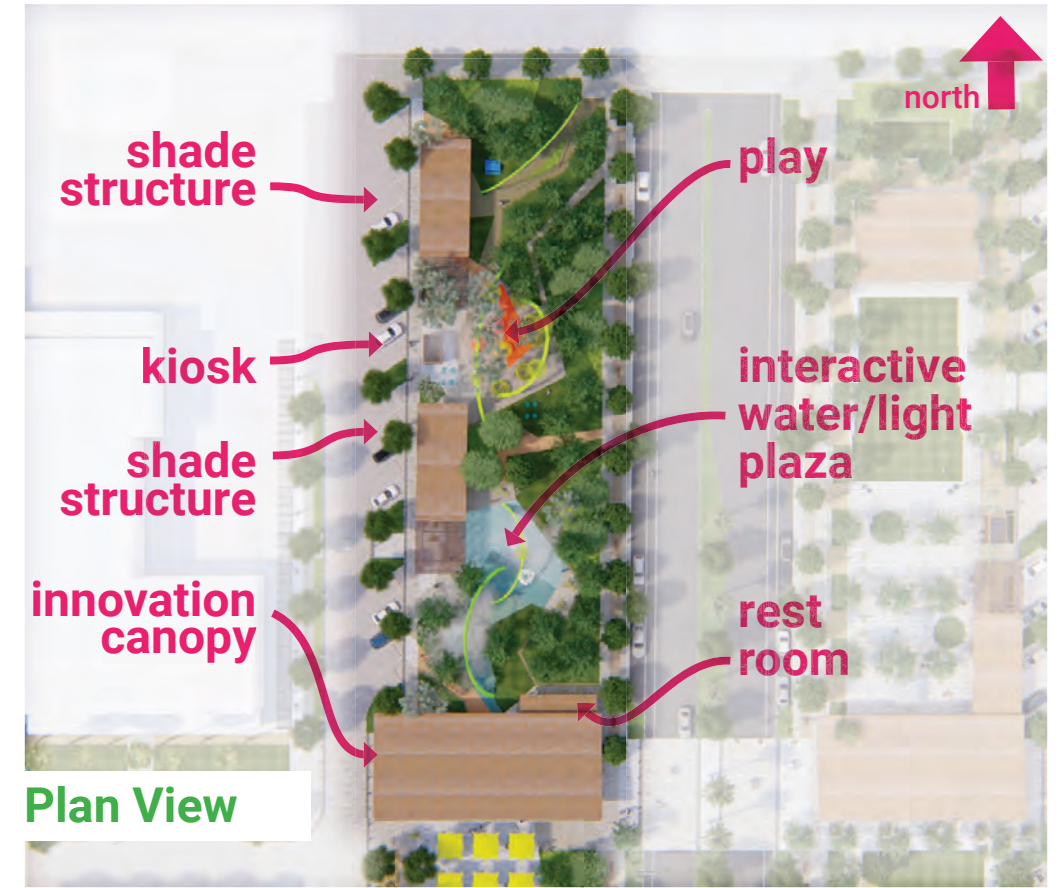 north
shade
structure
play
kiosk
interactive
water/light
plaza
shade
structure
innovation
canopy
rest
room
Plan View